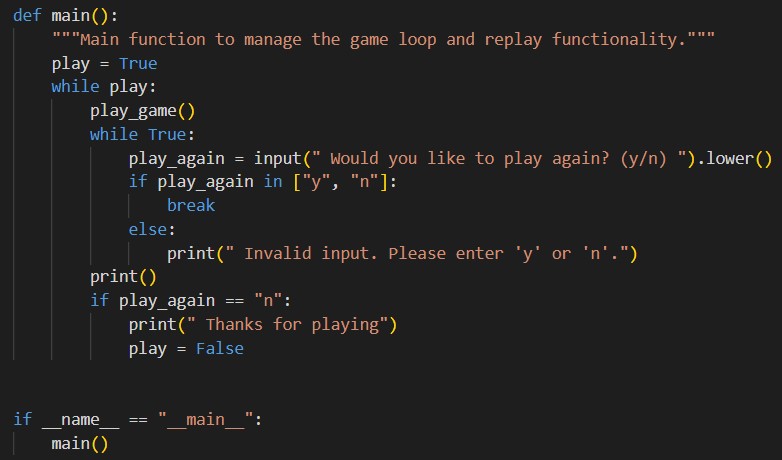 def main():
    """Main function to manage the game loop and replay functionality."""
    play = True
    while play:
        play_game()
        while True:
            play_again = input(" Would you like to play again? (y/n) ").lower()
            if play_again in ["y", "n"]:
                break
            else:
                print(" Invalid input. Please enter 'y' or 'n'.")
        print()
        if play_again == "n":
            print(" Thanks for playing")
            play = False
if __name__ == "__main__":
    main()